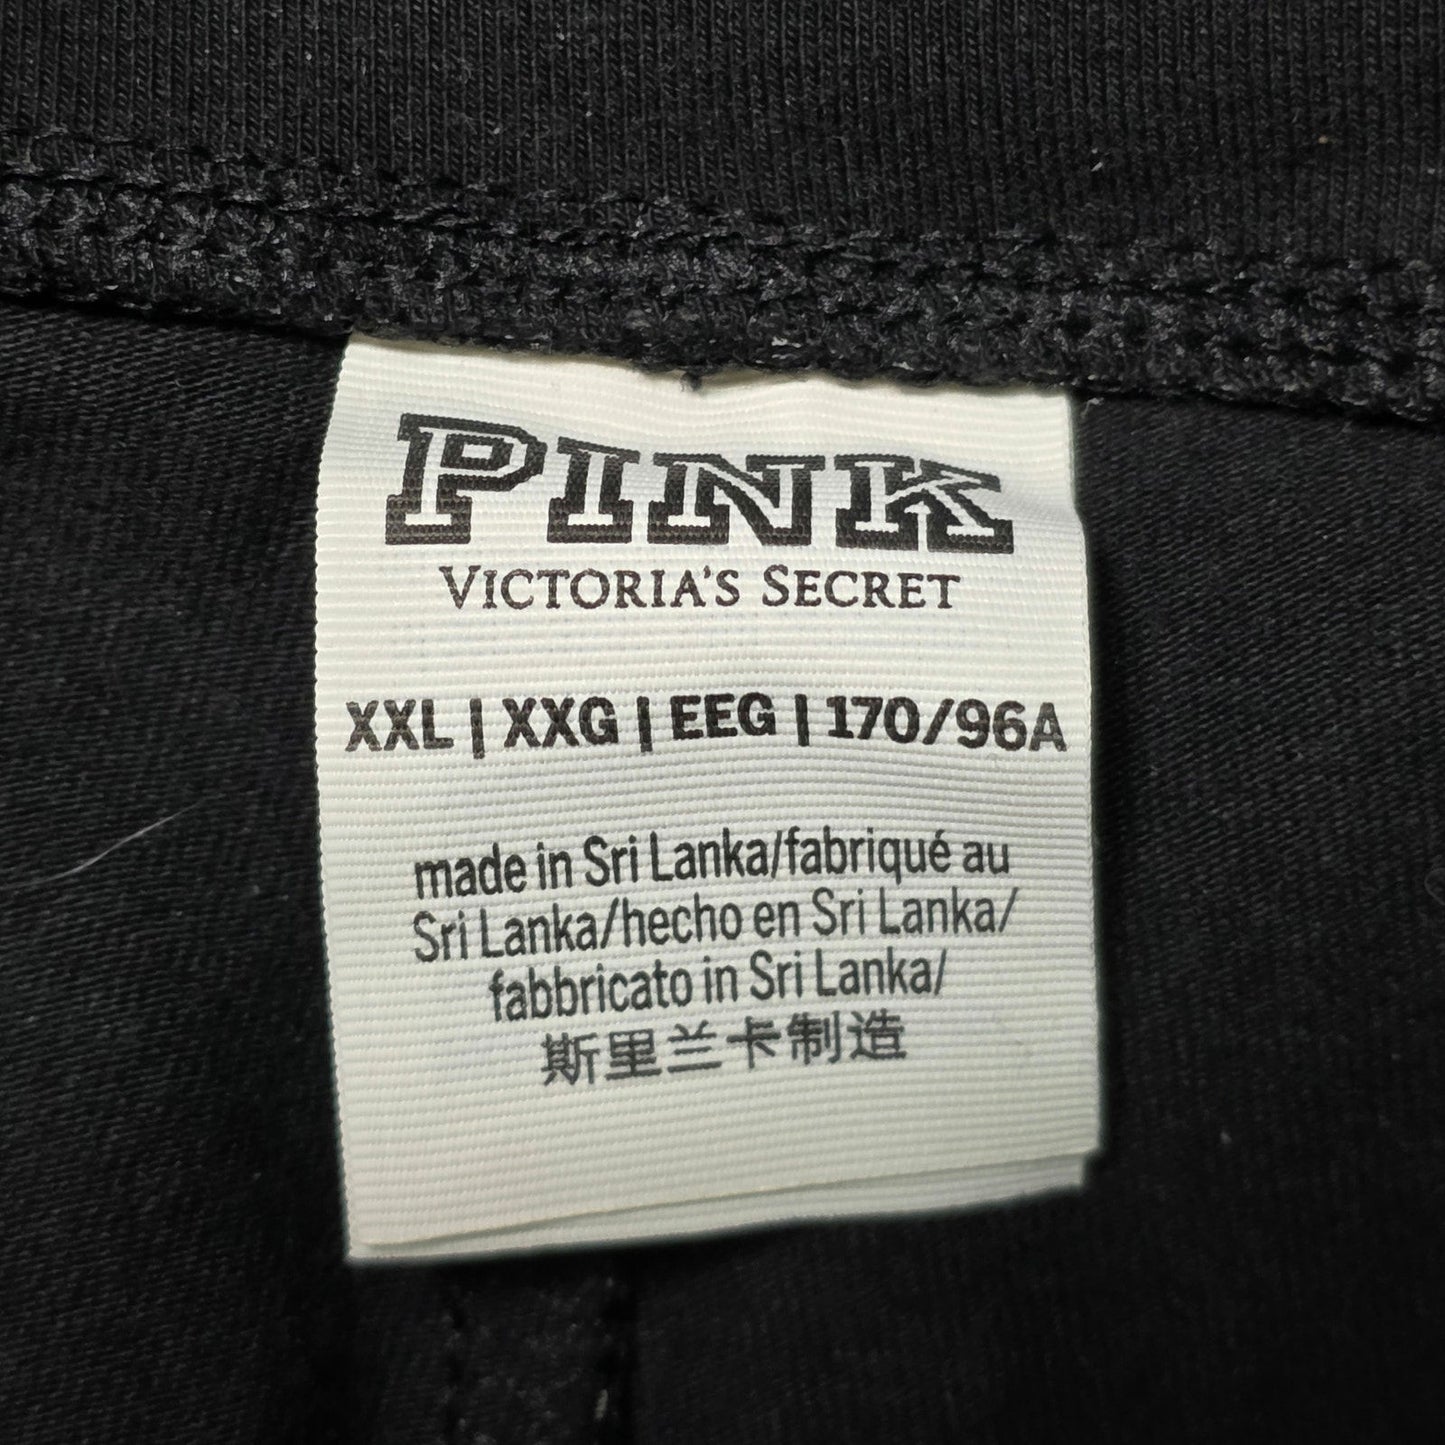 PINK
VICTORIA'S SECRET
XXL | XXG | EEG | 170/96A
made in Sri Lanka/fabriqué au
Sri Lanka/hecho en Sri Lanka/
fabbricato in Sri Lanka/
斯里兰卡制造